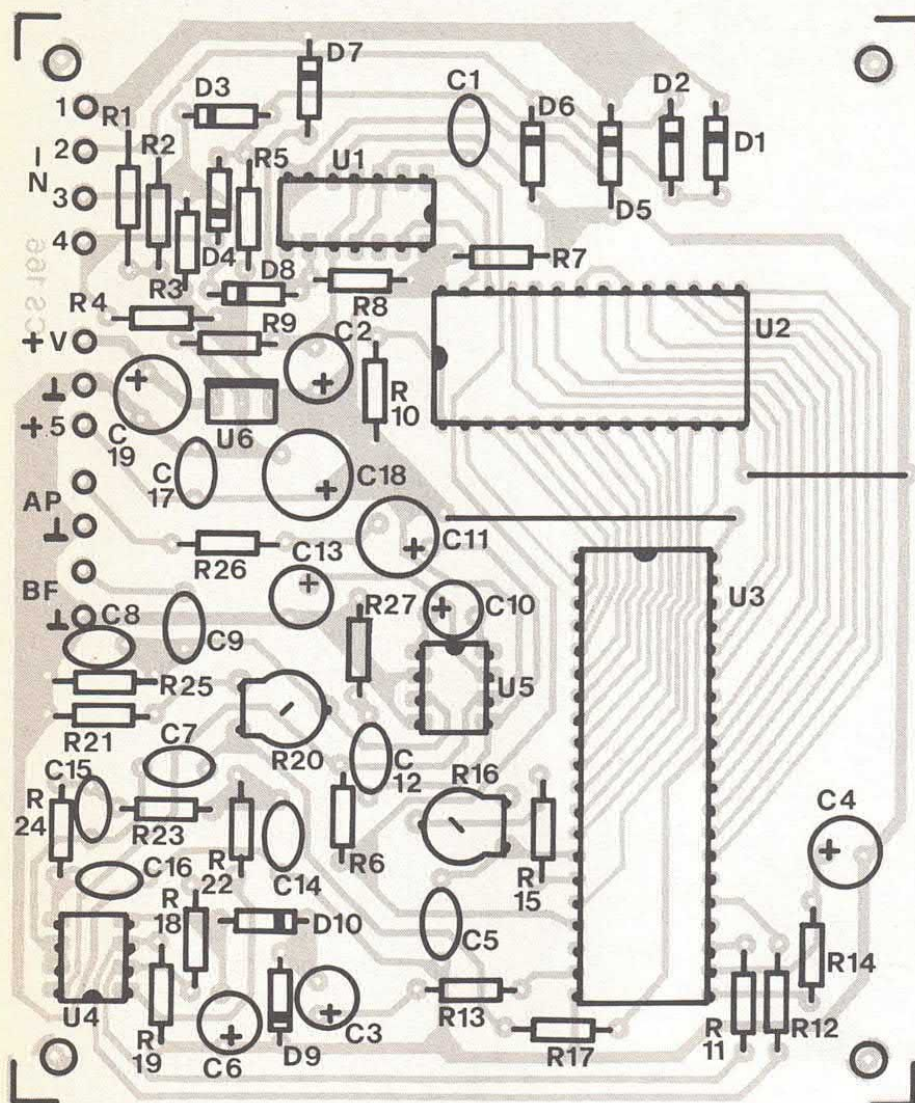 D7
D3
C1
D2
D6
1
R1
2
R2
R5
U1
D1
I
N
3
D5
4
D4
R7
D8
R3
R8
CS 166
R4
R9
C2
U2
+ V
R
10
⊥
+ 5
C
19
U6
C
17
C18
AP
⊥
C11
R26
C13
BF
R27
C10
U3
⊥
C8
C9
R25
U5
R21
R20
C7
C
12
R16
C15
R
24
R23
C4
R6
R
22
C16
C14
R
15
R
18
D10
C5
R14
U4
R13
R
19
C6
D9
C3
R17
R
11
R12